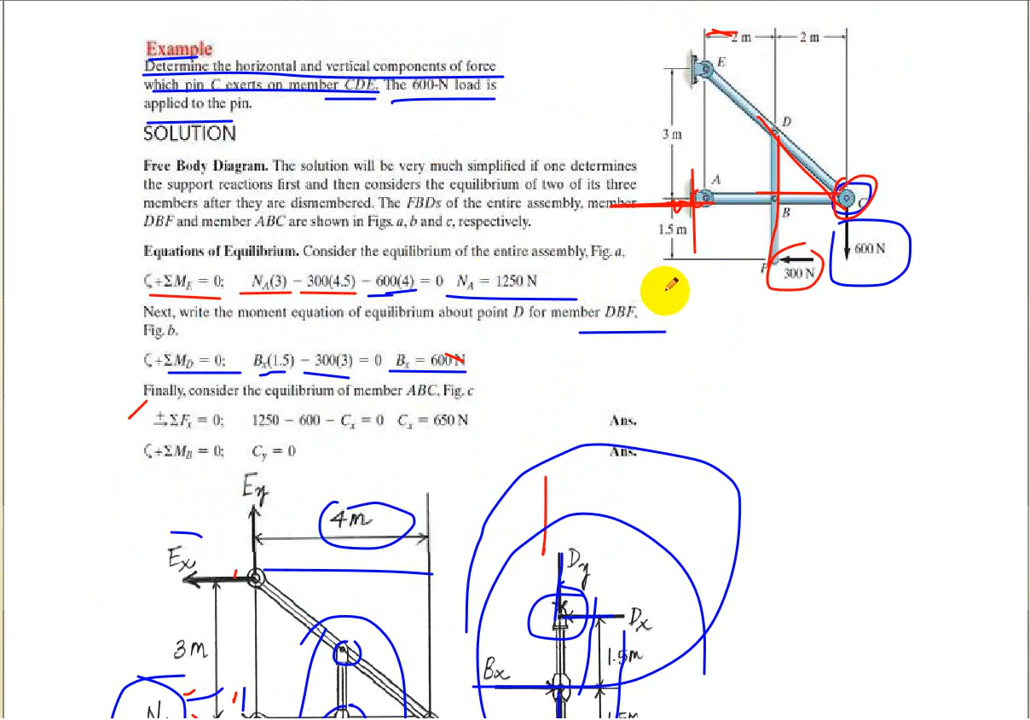 Example
Determine the horizontal and vertical components of force
which pin C exerts on member CDE. The 600-N load is
applied to the pin.
SOLUTION
Free Body Diagram. The solution will be very much simplified if one determines
the support reactions first and then considers the equilibrium of two of its three
members after they are dismembered. The FBDs of the entire assembly, member
DBF and member ABC are shown in Figs. a, b and c, respectively.
Equations of Equilibrium. Consider the equilibrium of the entire assembly, Fig. a,
ζ+ΣM_E = 0; N_A(3) − 300(4.5) − 600(4) = 0 N_A = 1250 N
Next, write the moment equation of equilibrium about point D for member DBF,
Fig. b.
ζ+ΣM_D = 0; B_x(1.5) − 300(3) = 0 B_x = 600 N
Finally, consider the equilibrium of member ABC, Fig. c
→+ ΣF_x = 0; 1250 − 600 − C_x = 0 C_x = 650 N Ans.
ζ+ΣM_B = 0; C_y = 0 Ans.
2 m
2 m
E
D
3 m
A
B
C
1.5 m
600 N
F
300 N
Ey
4m
Ex
3m
Dy
Dx
1.5m
Bx